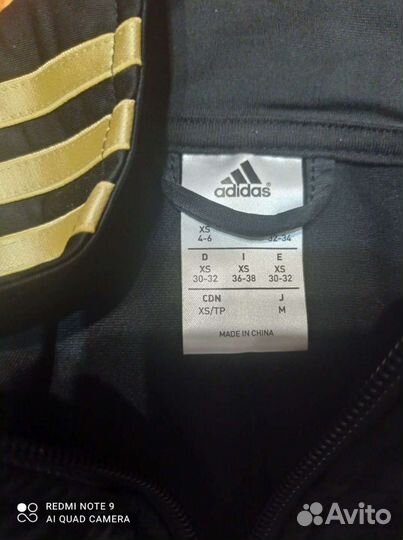 adidas
XS
4-6
32-34
D I E
XS XS XS
30-32 36-38 30-32
CDN J
XS/TP M
MADE IN CHINA
REDMI NOTE 9
AI QUAD CAMERA
Avito